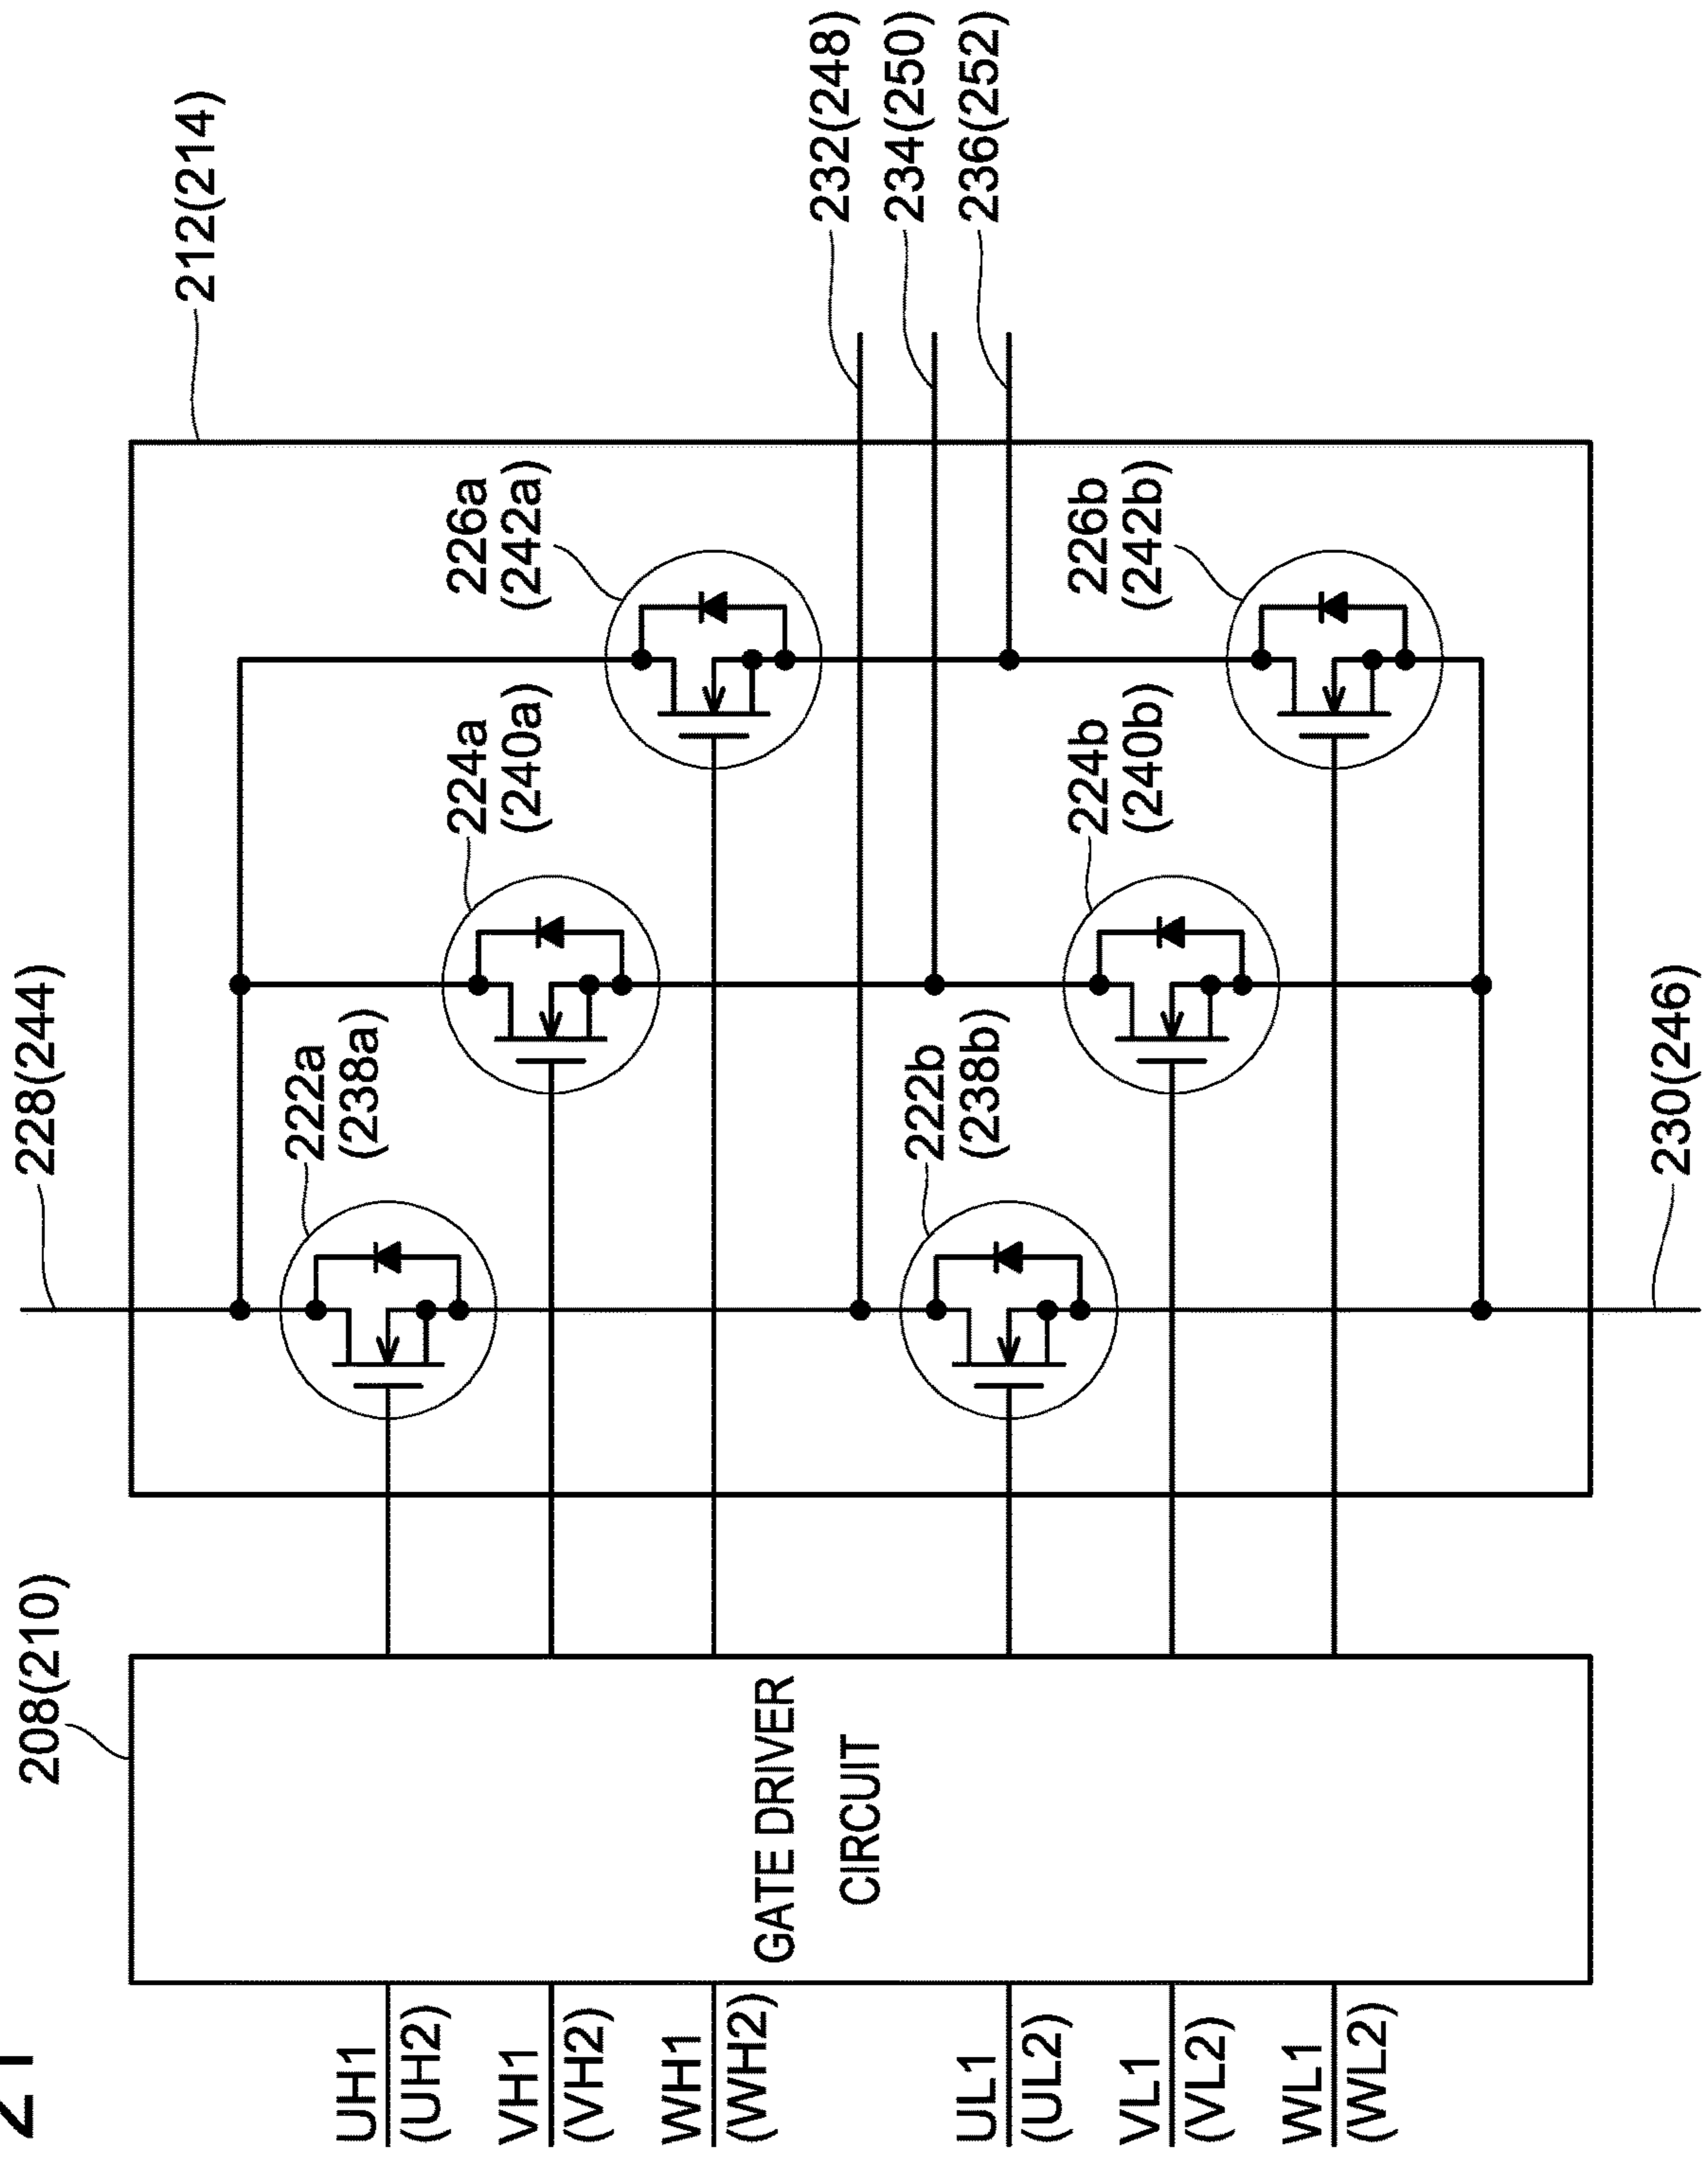 21
208(210)
228(244)
212(214)
222a
(238a)
224a
(240a)
226a
(242a)
UH1
(UH2)
VH1
(VH2)
WH1
(WH2)
GATE DRIVER
CIRCUIT
232(248)
234(250)
236(252)
222b
(238b)
224b
(240b)
226b
(242b)
UL1
(UL2)
VL1
(VL2)
WL1
(WL2)
230(246)